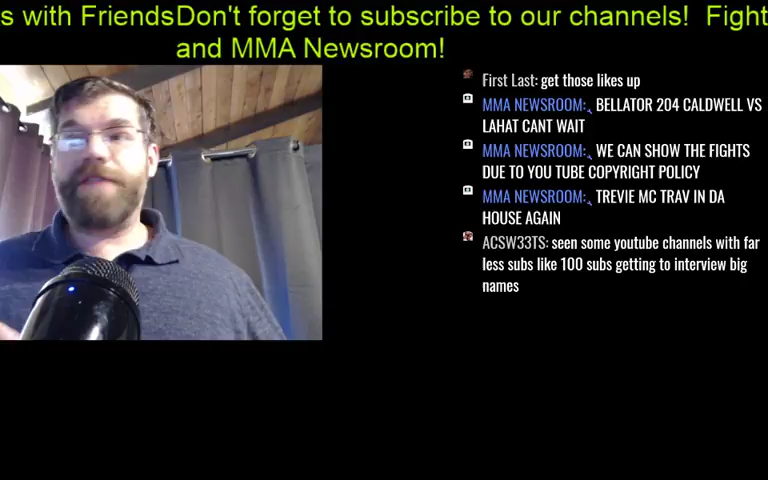 s with FriendsDon't forget to subscribe to our channels!  Fight
and MMA Newsroom!
First Last: get those likes up
MMA NEWSROOM: BELLATOR 204 CALDWELL VS
LAHAT CANT WAIT
MMA NEWSROOM: WE CAN SHOW THE FIGHTS
DUE TO YOU TUBE COPYRIGHT POLICY
MMA NEWSROOM: TREVIE MC TRAV IN DA
HOUSE AGAIN
ACSW33TS: seen some youtube channels with far
less subs like 100 subs getting to interview big
names